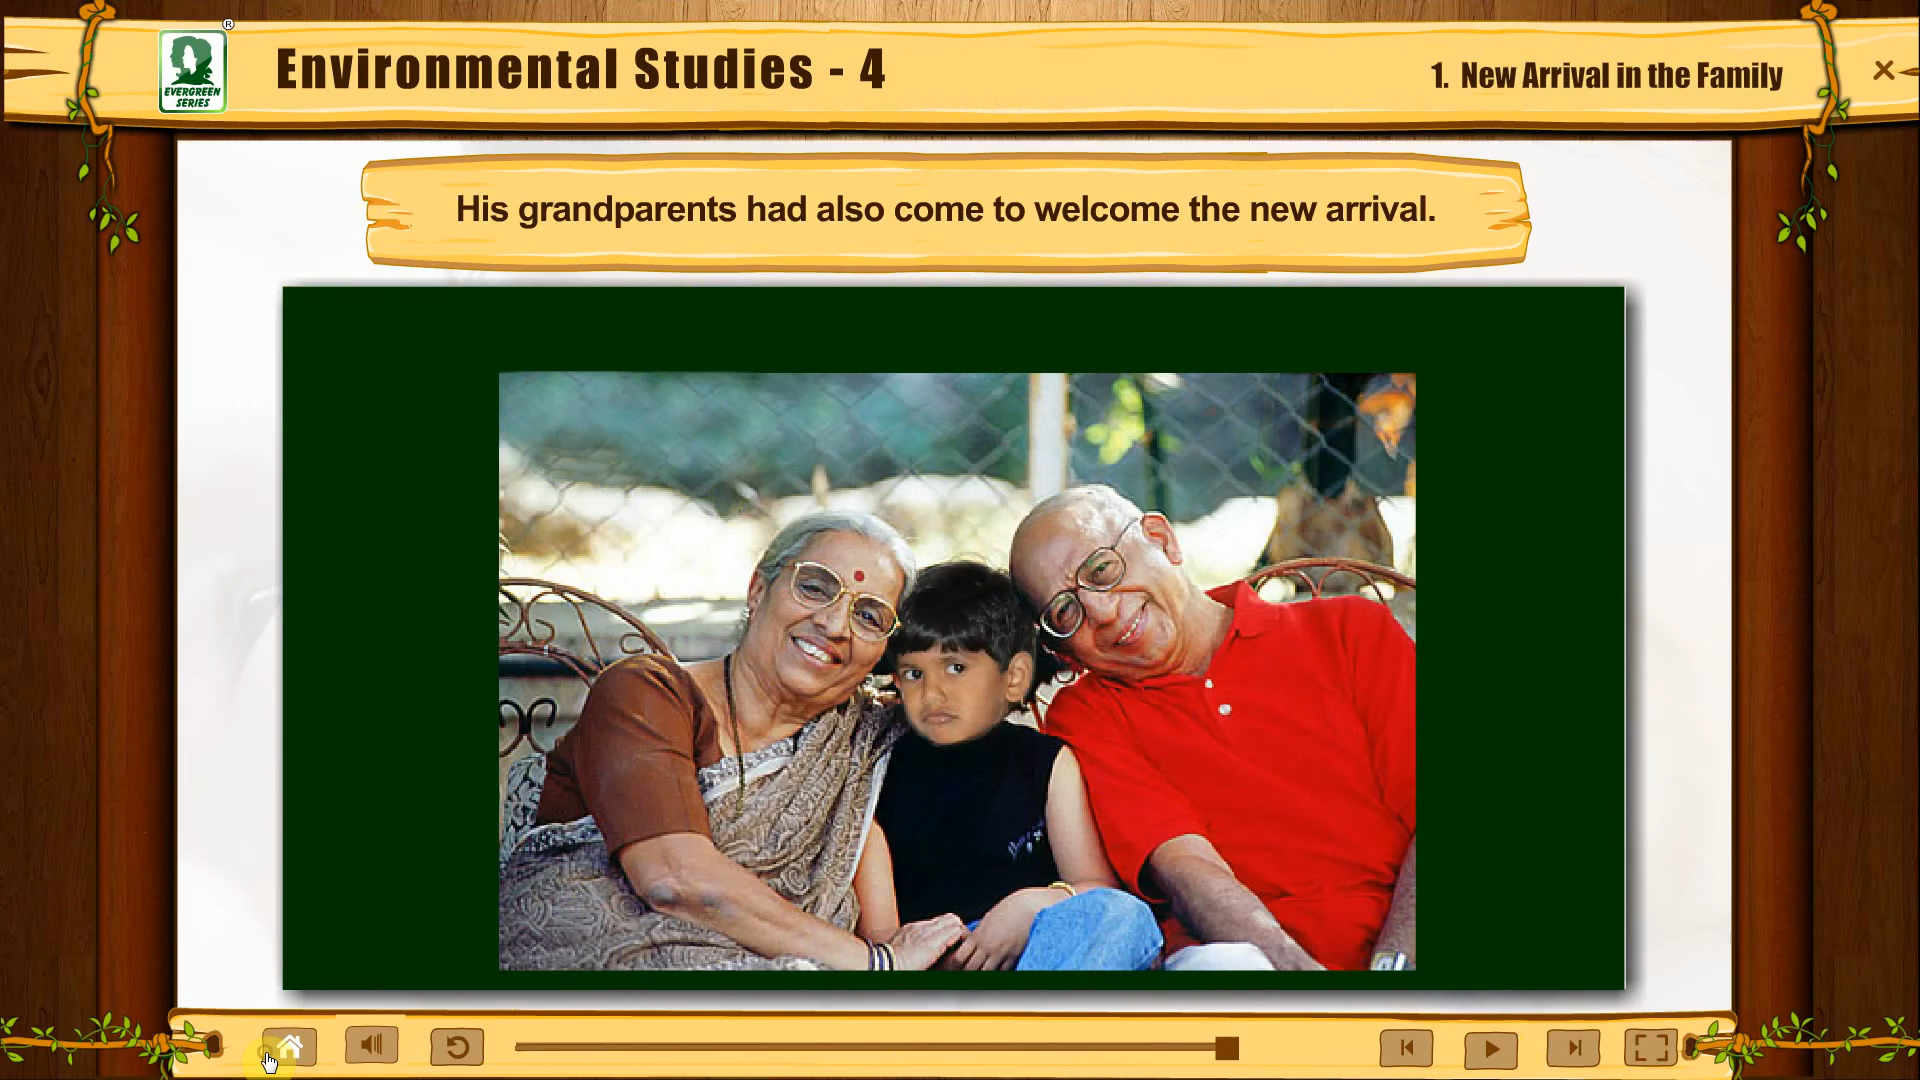 ®
EVERGREEN
SERIES
Environmental Studies - 4
1. New Arrival in the Family
His grandparents had also come to welcome the new arrival.